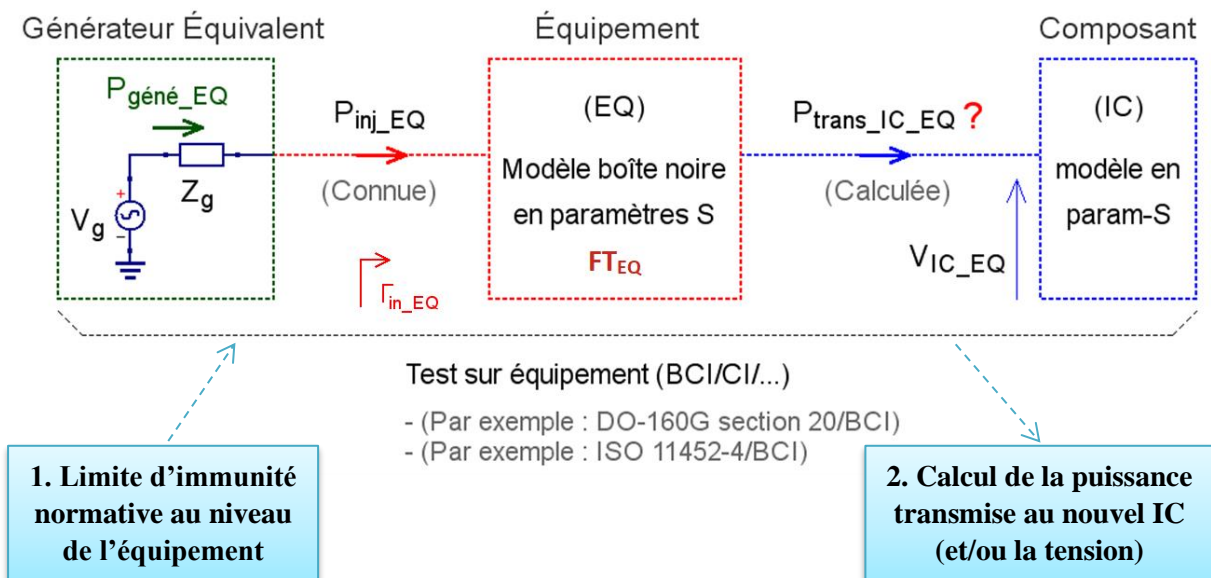 Générateur Équivalent
Équipement
Composant
Pgéné_EQ
Zg
Vg
+
-
Pinj_EQ
(Connue)
Γin_EQ
(EQ)
Modèle boîte noire
en paramètres S
FTEQ
Ptrans_IC_EQ ?
(Calculée)
VIC_EQ
(IC)
modèle en
param-S
Test sur équipement (BCI/CI/...)
- (Par exemple : DO-160G section 20/BCI)
- (Par exemple : ISO 11452-4/BCI)
1. Limite d'immunité
normative au niveau
de l'équipement
2. Calcul de la puissance
transmise au nouvel IC
(et/ou la tension)